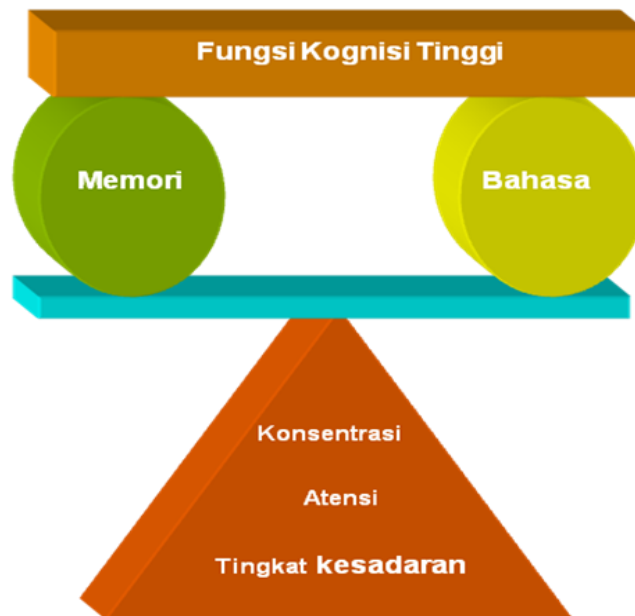 Fungsi Kognisi Tinggi
Memori
Bahasa
Konsentrasi
Atensi
Tingkat kesadaran